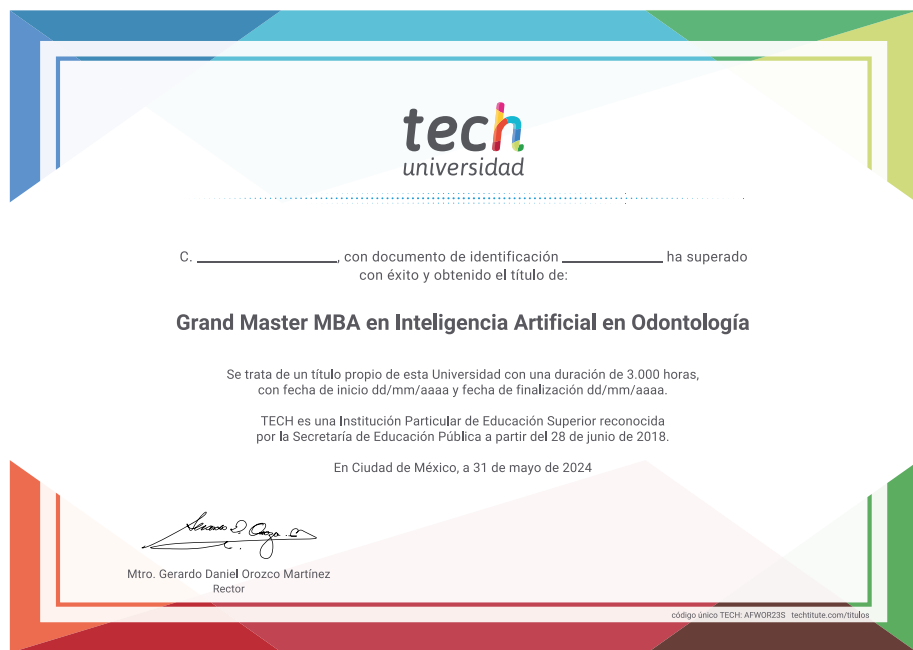 tech
universidad
C. ____________________, con documento de identificación ______________ ha superado
con éxito y obtenido el título de:
Grand Master MBA en Inteligencia Artificial en Odontología
Se trata de un título propio de esta Universidad con una duración de 3.000 horas,
con fecha de inicio dd/mm/aaaa y fecha de finalización dd/mm/aaaa.
TECH es una Institución Particular de Educación Superior reconocida
por la Secretaría de Educación Pública a partir del 28 de junio de 2018.
En Ciudad de México, a 31 de mayo de 2024
Mtro. Gerardo Daniel Orozco Martínez
Rector
código único TECH: AFWOR23S techtitute.com/titulos